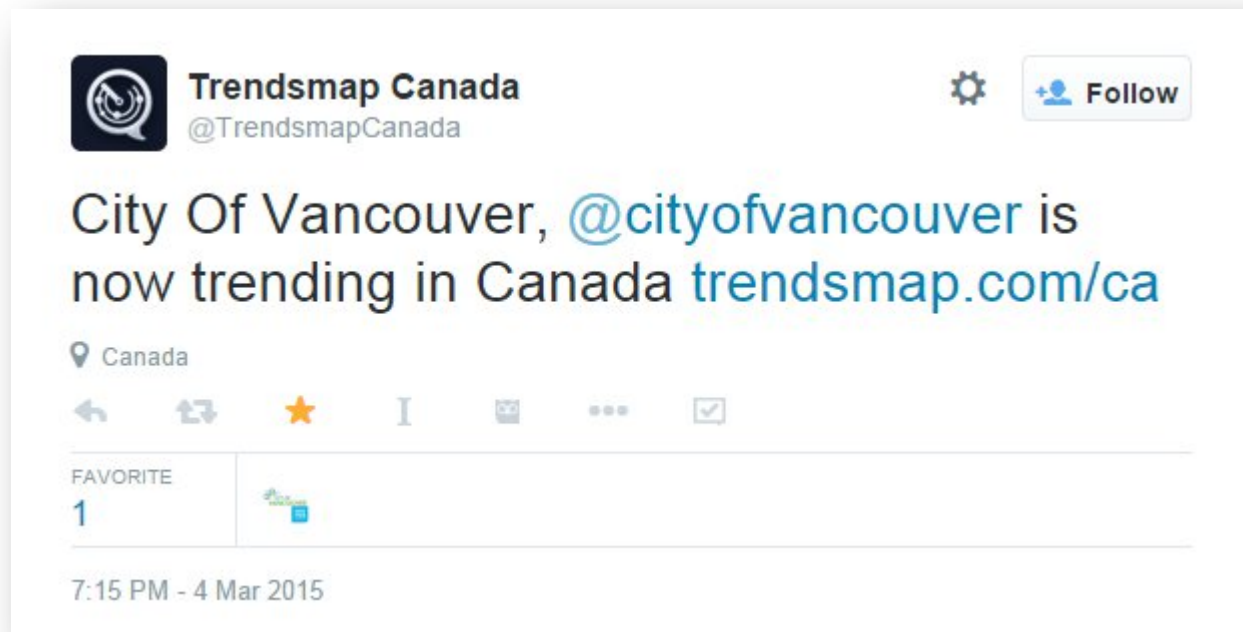 Trendsmap Canada
@TrendsmapCanada
Follow
City Of Vancouver, @cityofvancouver is
now trending in Canada trendsmap.com/ca
Canada
FAVORITE
1
7:15 PM - 4 Mar 2015